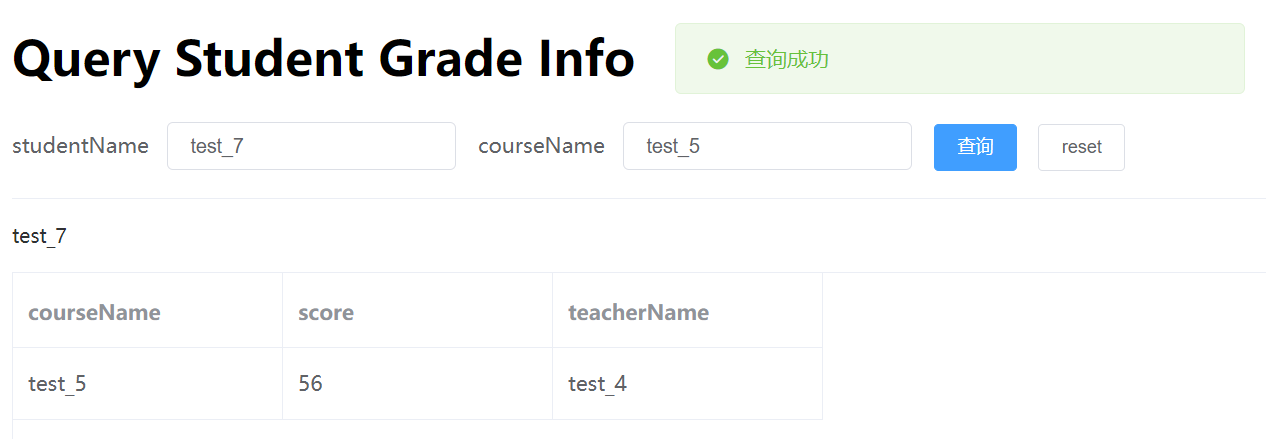 Query Student Grade Info
查询成功
studentName test_7 courseName test_5 查询 reset
test_7
courseName score teacherName
test_5 56 test_4